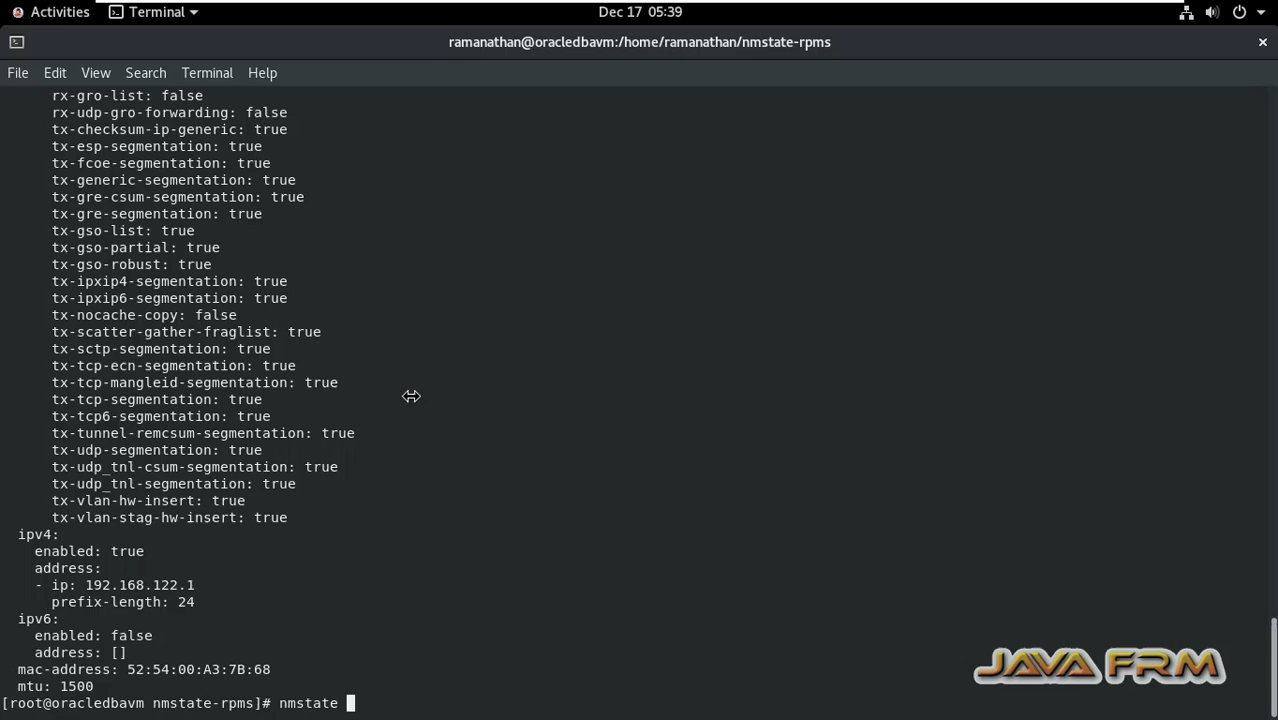 Activities Terminal Dec 17 05:39
ramanathan@oracledbavm:/home/ramanathan/nmstate-rpms
File Edit View Search Terminal Help
rx-gro-list: false
rx-udp-gro-forwarding: false
tx-checksum-ip-generic: true
tx-esp-segmentation: true
tx-fcoe-segmentation: true
tx-generic-segmentation: true
tx-gre-csum-segmentation: true
tx-gre-segmentation: true
tx-gso-list: true
tx-gso-partial: true
tx-gso-robust: true
tx-ipxip4-segmentation: true
tx-ipxip6-segmentation: true
tx-nocache-copy: false
tx-scatter-gather-fraglist: true
tx-sctp-segmentation: true
tx-tcp-ecn-segmentation: true
tx-tcp-mangleid-segmentation: true
tx-tcp-segmentation: true
tx-tcp6-segmentation: true
tx-tunnel-remcsum-segmentation: true
tx-udp-segmentation: true
tx-udp_tnl-csum-segmentation: true
tx-udp_tnl-segmentation: true
tx-vlan-hw-insert: true
tx-vlan-stag-hw-insert: true
ipv4:
enabled: true
address:
- ip: 192.168.122.1
prefix-length: 24
ipv6:
enabled: false
address: []
mac-address: 52:54:00:A3:7B:68
mtu: 1500
[root@oracledbavm nmstate-rpms]# nmstate
JAVA FRM